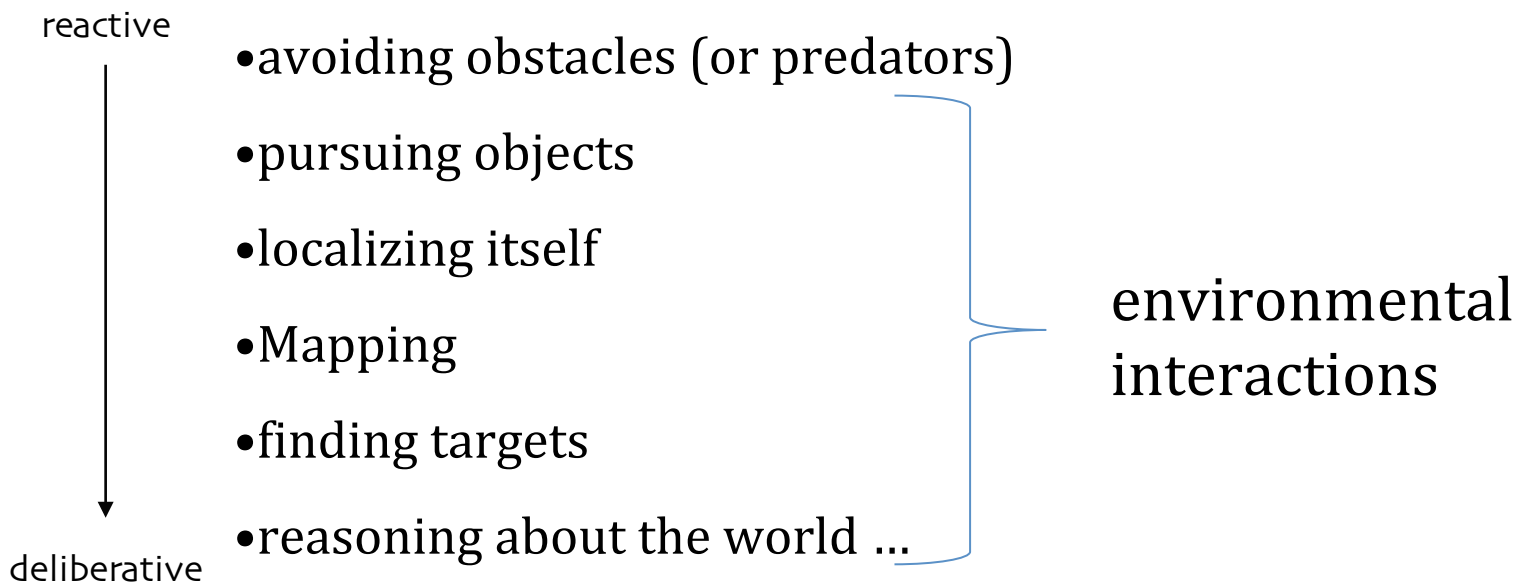 reactive
•avoiding obstacles (or predators)
•pursuing objects
•localizing itself
•Mapping
•finding targets
•reasoning about the world ...
deliberative
environmental
interactions